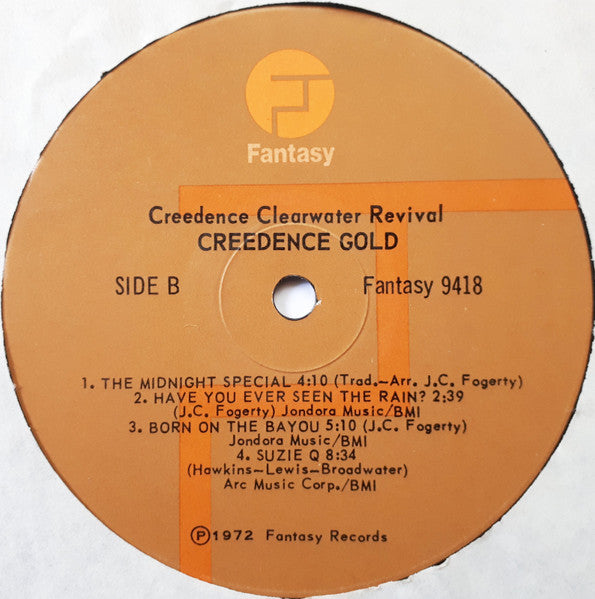 Fantasy
Creedence Clearwater Revival
CREEDENCE GOLD
SIDE B
Fantasy 9418
1. THE MIDNIGHT SPECIAL 4:10 (Trad.–Arr. J.C. Fogerty)
2. HAVE YOU EVER SEEN THE RAIN? 2:39
(J.C. Fogerty) Jondora Music/BMI
3. BORN ON THE BAYOU 5:10 (J.C. Fogerty)
Jondora Music/BMI
4. SUZIE Q 8:34
(Hawkins–Lewis–Broadwater)
Arc Music Corp./BMI
℗1972 Fantasy Records